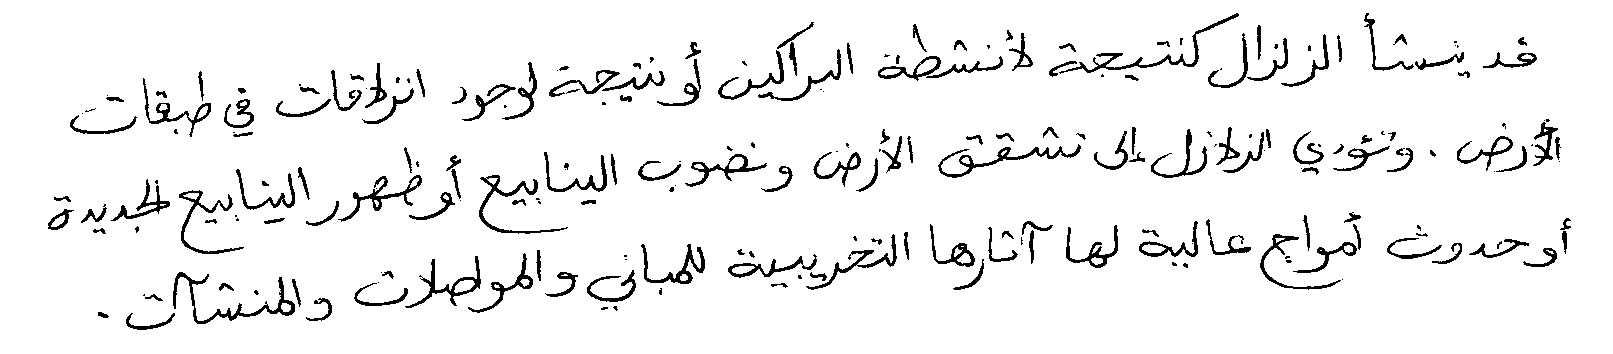 قد ينشأ الزلزال كنتيجة لأنشطة البراكين أو نتيجة لوجود انزلاقات في طبقات
الأرض . وتؤدي الزلازل إلى تشقق الأرض ونضوب الينابيع أو ظهور الينابيع الجديدة
أو حدوث أمواج عالية لها آثارها التخريبية للمباني والمواصلات والمنشآت .